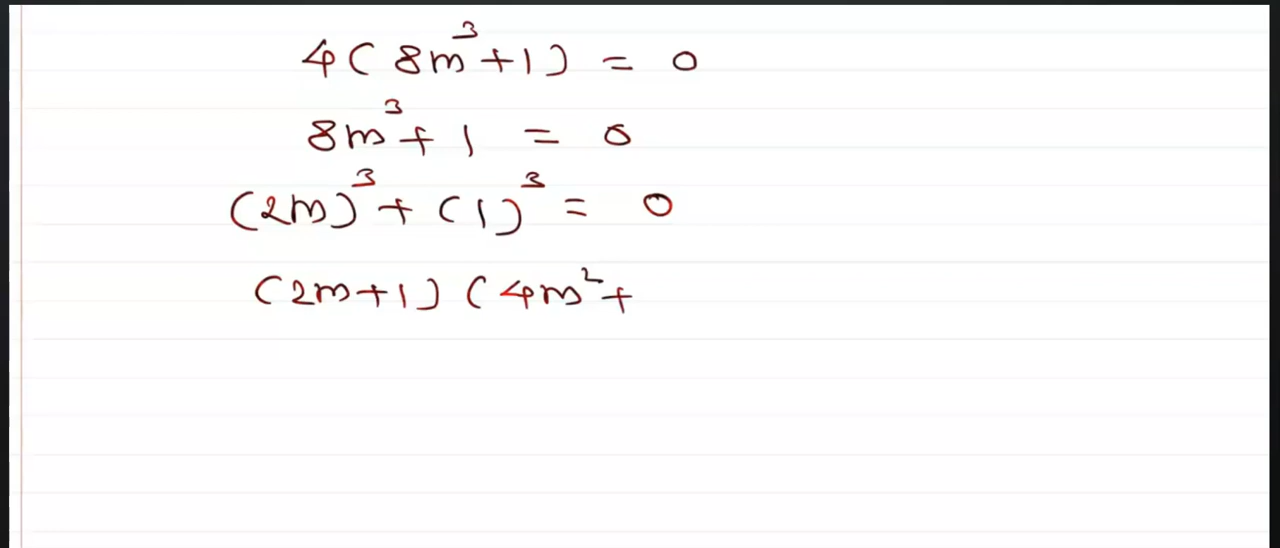 4(8m³+1) = 0
8m³+1 = 0
(2m)³+(1)³ = 0
(2m+1)(4m²+